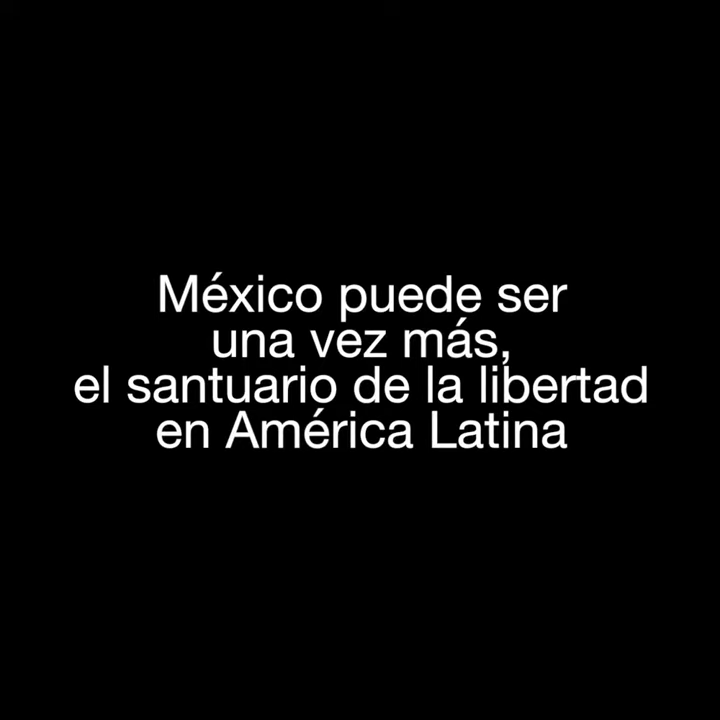 México puede ser
una vez más,
el santuario de la libertad
en América Latina